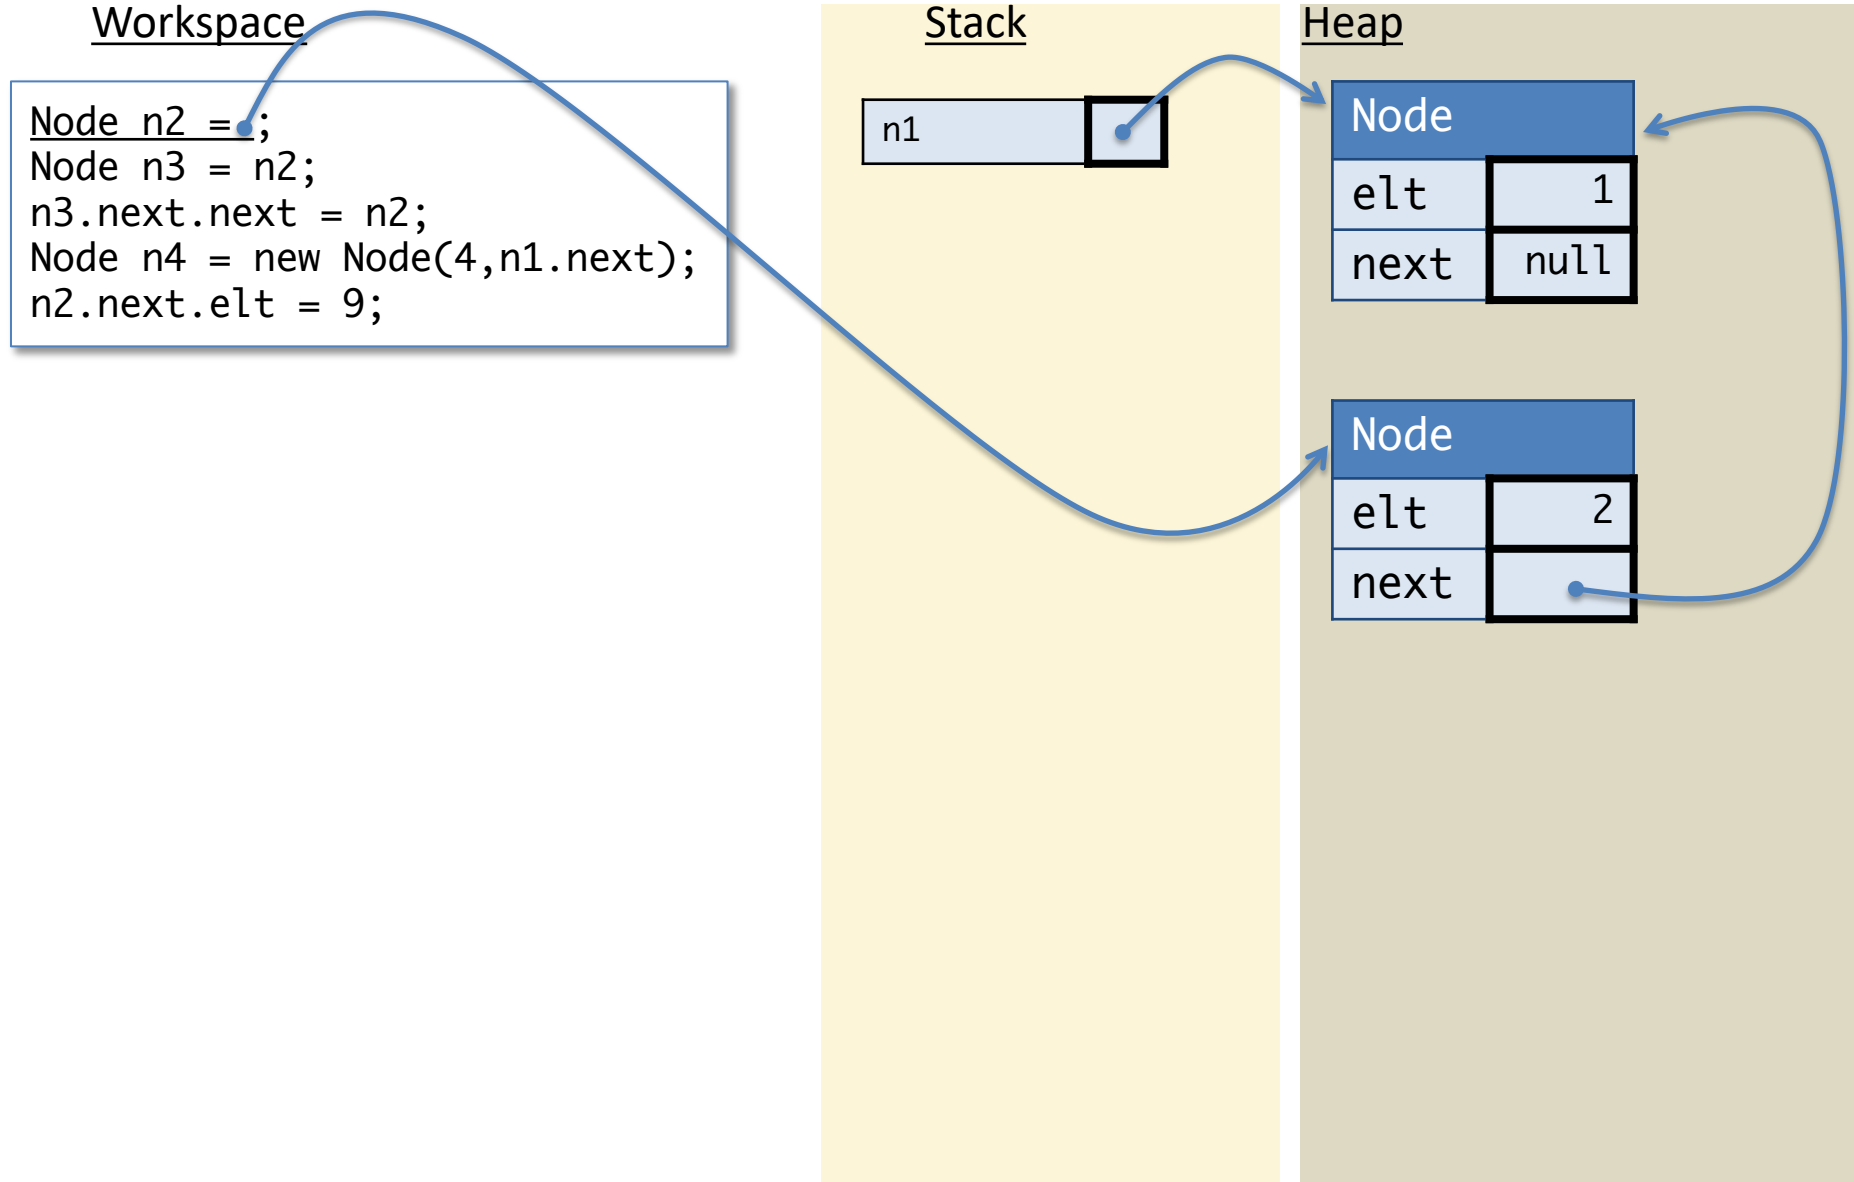 Workspace
Stack
Heap
Node n2 = ;
Node n3 = n2;
n3.next.next = n2;
Node n4 = new Node(4,n1.next);
n2.next.elt = 9;
n1
Node
elt 1
next null
Node
elt 2
next